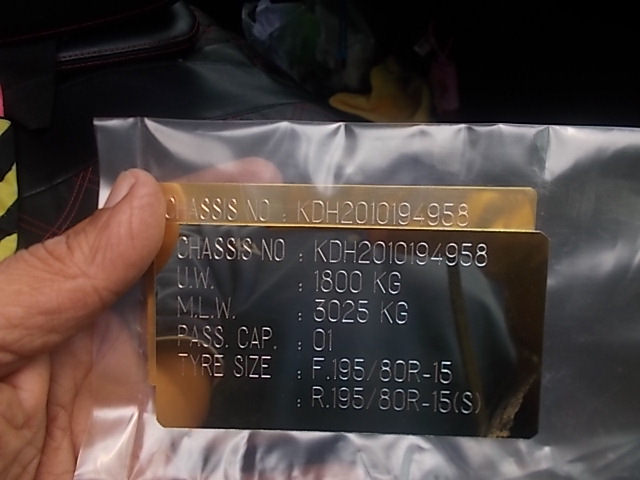 CHASSIS NO : KDH2010194958
CHASSIS NO : KDH2010194958
U.W. : 1800 KG
M.L.W. : 3025 KG
PASS. CAP. : 01
TYRE SIZE : F.195/80R-15
: R.195/80R-15(S)